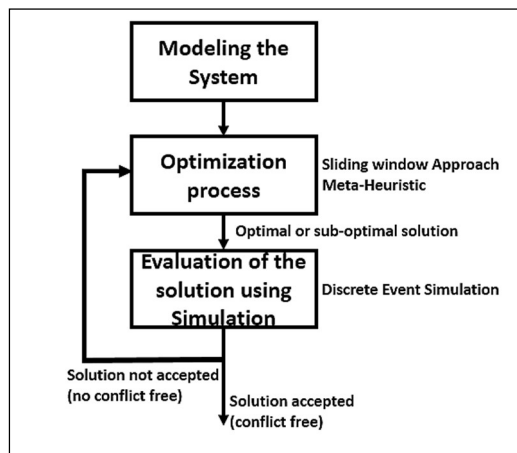 Modeling the
System
Optimization
process
Sliding window Approach
Meta-Heuristic
Optimal or sub-optimal solution
Evaluation of the
solution using
Simulation
Discrete Event Simulation
Solution not accepted
(no conflict free)
Solution accepted
(conflict free)